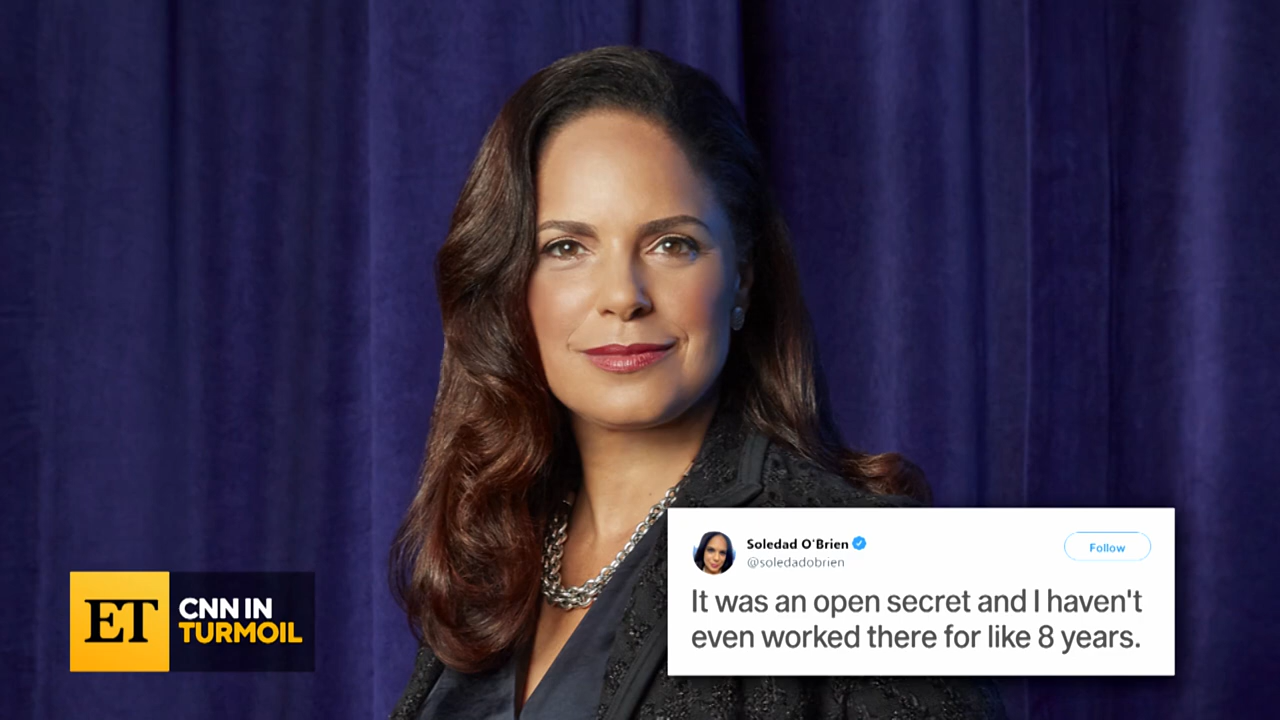 ET
CNN IN
TURMOIL
Soledad O'Brien
@soledadobrien
Follow
It was an open secret and I haven't
even worked there for like 8 years.